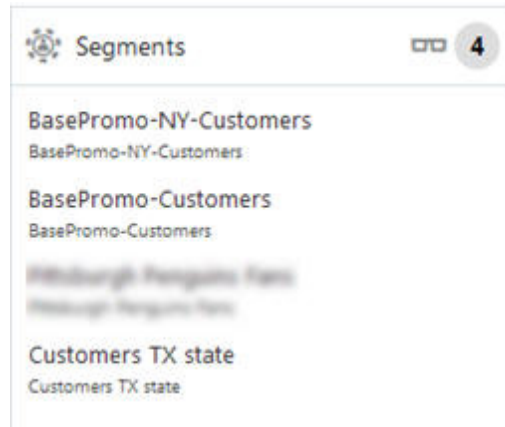 Segments 4
BasePromo-NY-Customers
BasePromo-NY-Customers
BasePromo-Customers
BasePromo-Customers
Customers TX state
Customers TX state